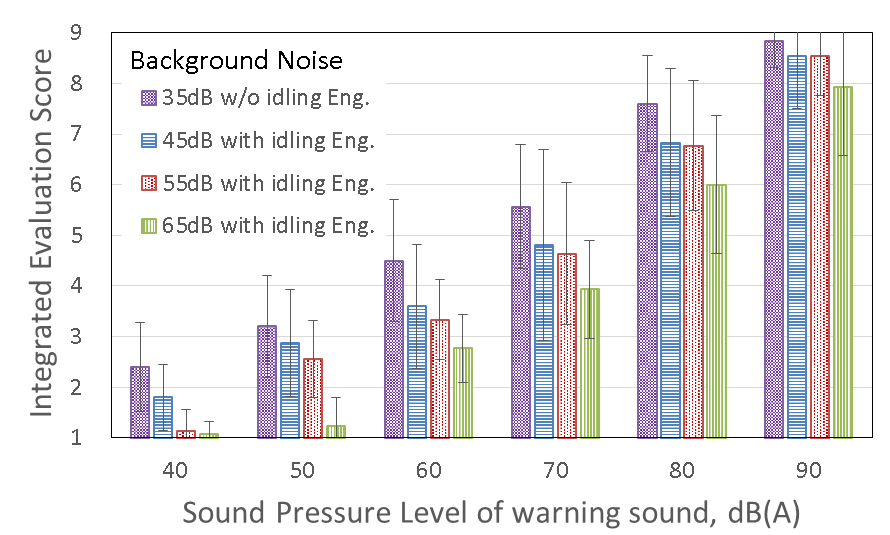 9
8
7
6
5
4
3
2
1
Integrated Evaluation Score
Background Noise
35dB w/o idling Eng.
45dB with idling Eng.
55dB with idling Eng.
65dB with idling Eng.
40 50 60 70 80 90
Sound Pressure Level of warning sound, dB(A)